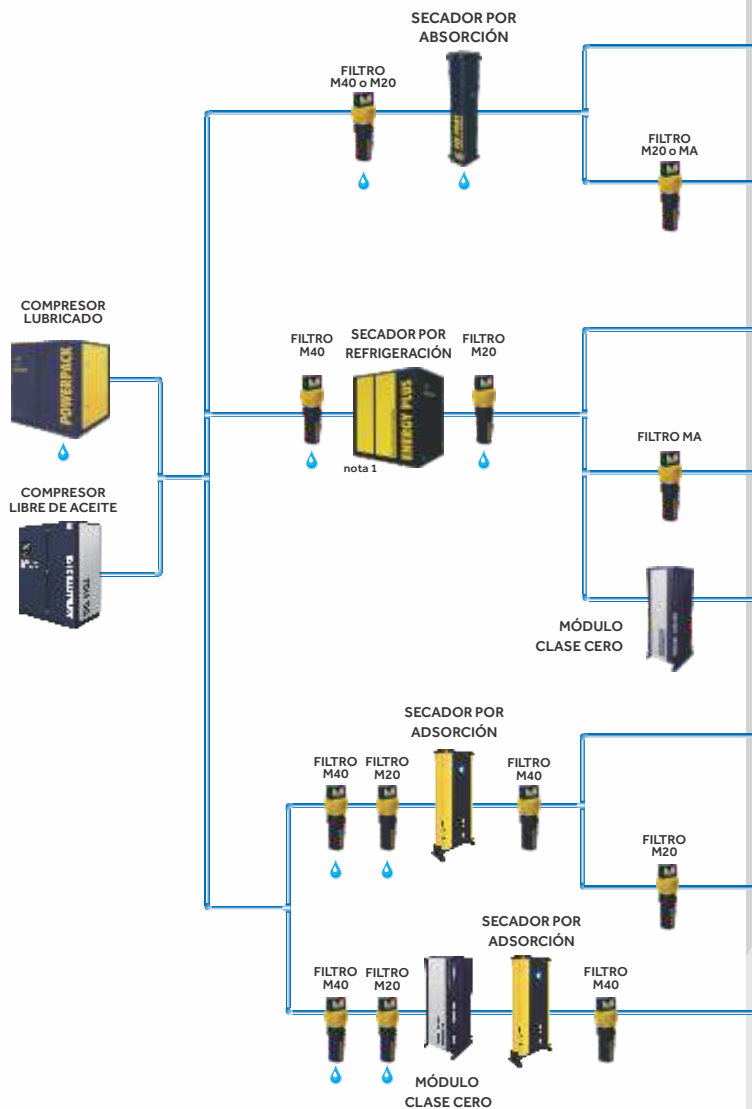 SECADOR POR
ABSORCIÓN
FILTRO
M40 o M20
FILTRO
M20 o MA
COMPRESOR
LUBRICADO
POWERPACK
FILTRO
M40
SECADOR POR
REFRIGERACIÓN
FILTRO
M20
ENERGY PLUS
nota 1
FILTRO MA
COMPRESOR
LIBRE DE ACEITE
MÓDULO
CLASE CERO
SECADOR POR
ADSORCIÓN
FILTRO
M40
FILTRO
M20
FILTRO
M40
FILTRO
M20
SECADOR POR
ADSORCIÓN
FILTRO
M40
FILTRO
M20
FILTRO
M40
MÓDULO
CLASE CERO